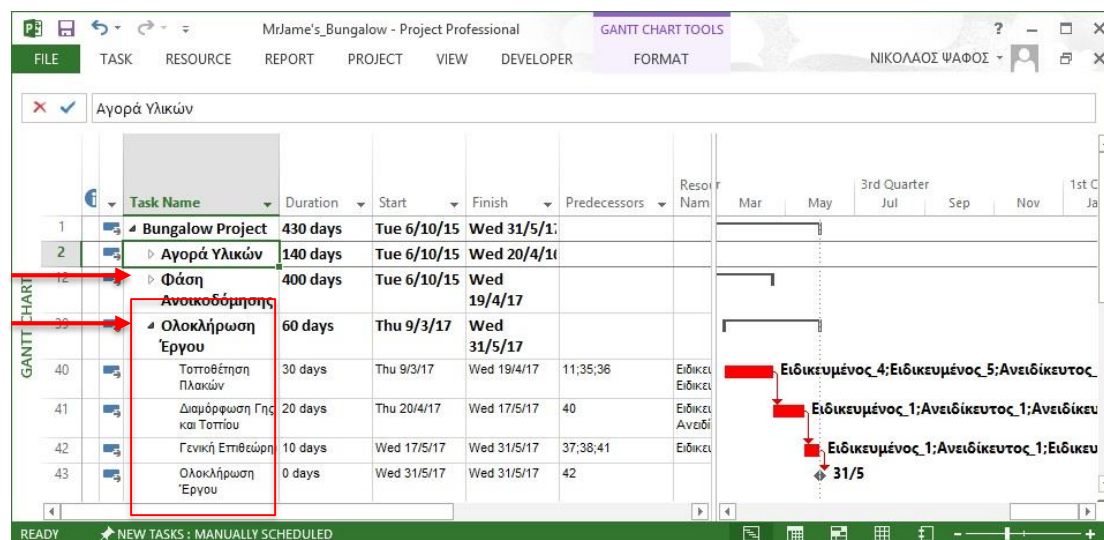 MrJame's_Bungalow - Project Professional GANTT CHART TOOLS ?
FILE TASK RESOURCE REPORT PROJECT VIEW DEVELOPER FORMAT ΝΙΚΟΛΑΟΣ ΨΑΦΟΣ
Αγορά Υλικών
Task Name Duration Start Finish Predecessors Resour Nam
3rd Quarter 1st C
Mar May Jul Sep Nov Ja
1 Bungalow Project 430 days Tue 6/10/15 Wed 31/5/1
2 Αγορά Υλικών 140 days Tue 6/10/15 Wed 20/4/1
12 Φάση 400 days Tue 6/10/15 Wed
Ανοικοδόμησης 19/4/17
39 Ολοκλήρωση 60 days Thu 9/3/17 Wed
Έργου 31/5/17
40 Τοποθέτηση 30 days Thu 9/3/17 Wed 19/4/17 11;35;36 Ειδικευ Ειδικευμένος_4;Ειδικευμένος_5;Ανειδίκευτος_
Πλακών Ειδικευ
41 Διαμόρφωση Γης 20 days Thu 20/4/17 Wed 17/5/17 40 Ειδικευ Ειδικευμένος_1;Ανειδίκευτος_1;Ανειδίκευ
και Τοπίου Ανειδί
42 Γενική Επιθεώρη 10 days Wed 17/5/17 Wed 31/5/17 37;38;41 Ειδικευ Ειδικευμένος_1;Ανειδίκευτος_1;Ειδικευ
43 Ολοκλήρωση 0 days Wed 31/5/17 Wed 31/5/17 42 31/5
Έργου
GANTT CHART
READY NEW TASKS : MANUALLY SCHEDULED